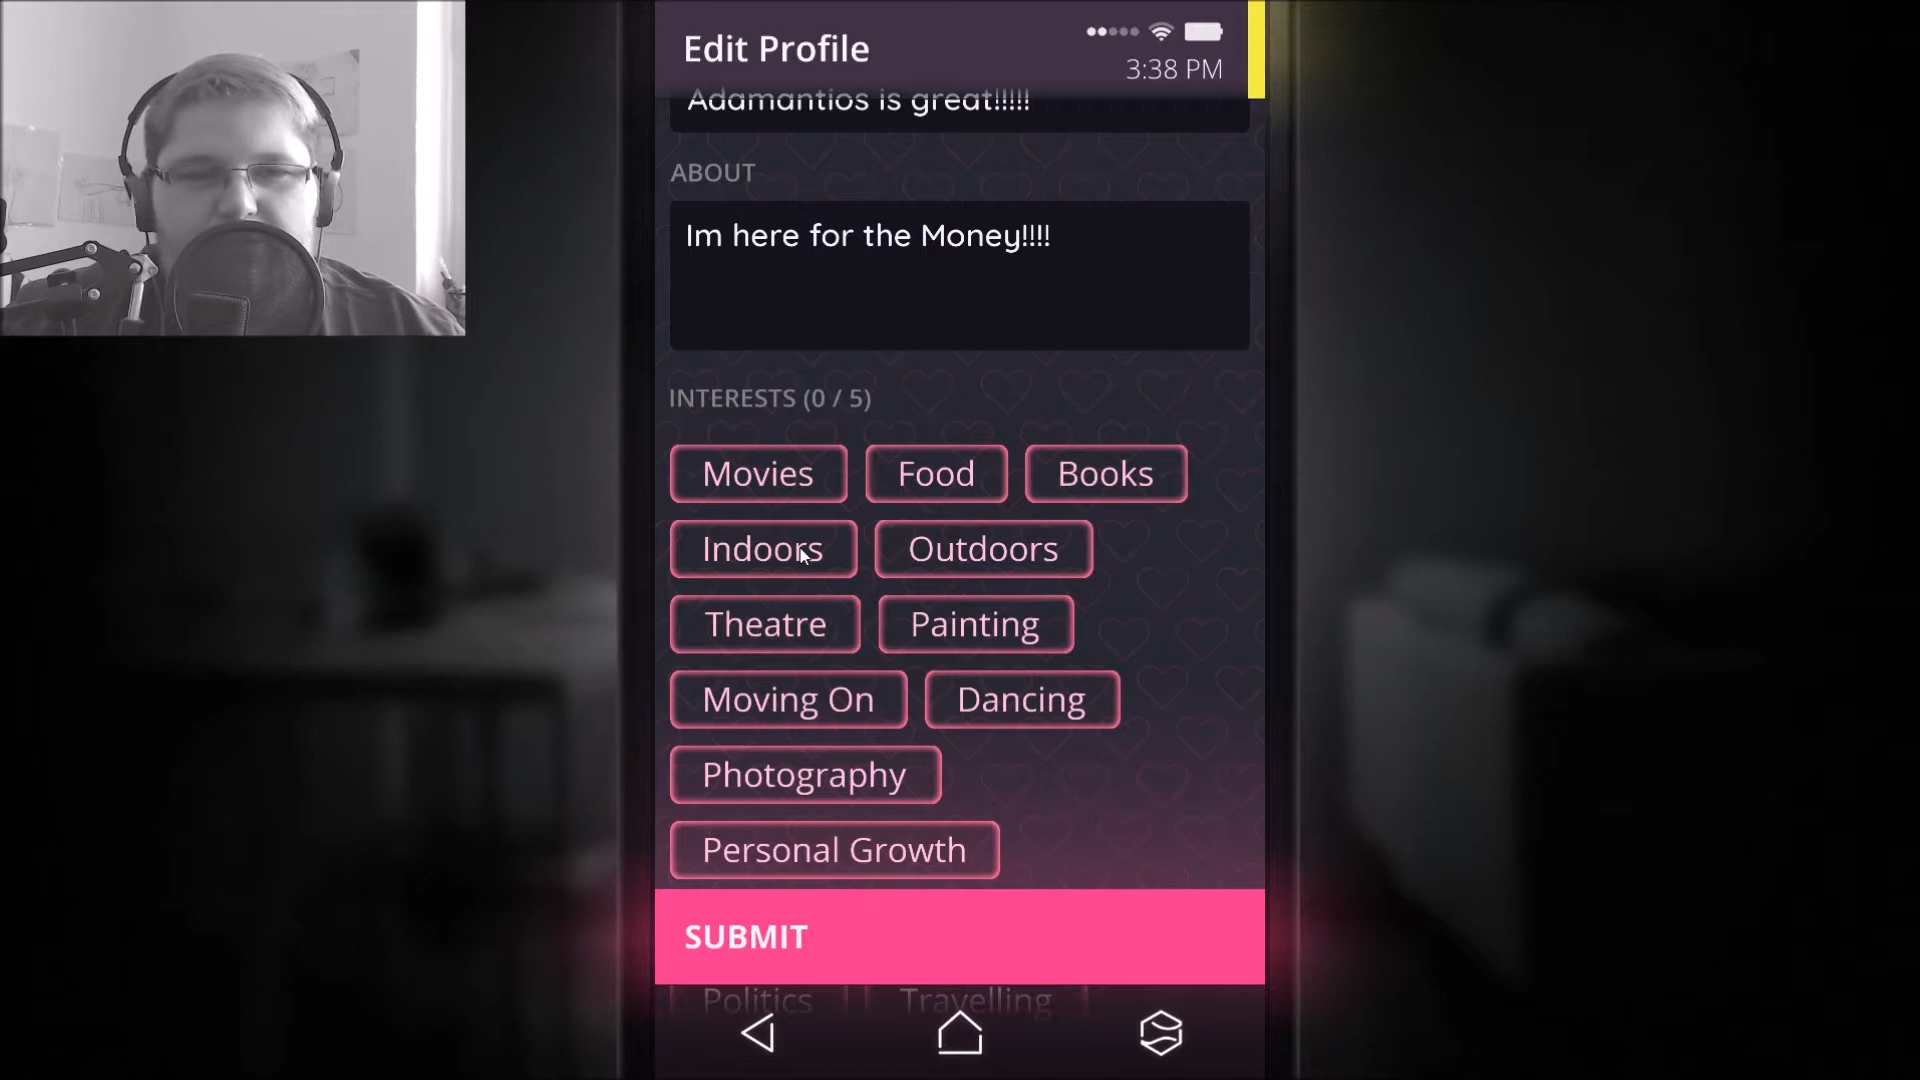 Edit Profile
3:38 PM
Adamantios is great!!!!!
ABOUT
Im here for the Money!!!!
INTERESTS (0 / 5)
Movies Food Books
Indoors Outdoors
Theatre Painting
Moving On Dancing
Photography
Personal Growth
SUBMIT
Politics Travelling